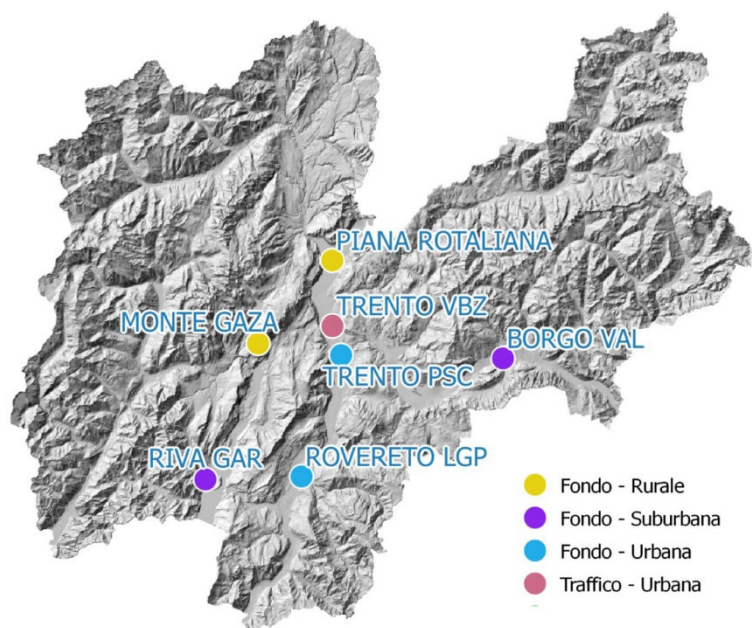 PIANA ROTALIANA
TRENTO VBZ
MONTE GAZA
BORGO VAL
TRENTO PSC
RIVA GAR
ROVERETO LGP
Fondo - Rurale
Fondo - Suburbana
Fondo - Urbana
Traffico - Urbana